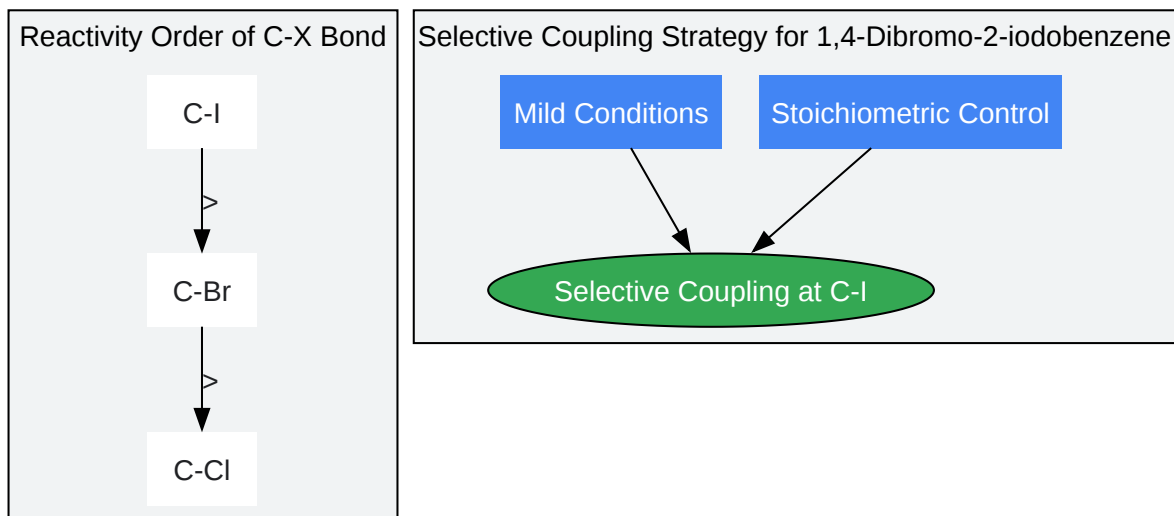 Reactivity Order of C-X Bond
C-I
>
C-Br
>
C-Cl
Selective Coupling Strategy for 1,4-Dibromo-2-iodobenzene
Mild Conditions
Stoichiometric Control
Selective Coupling at C-I